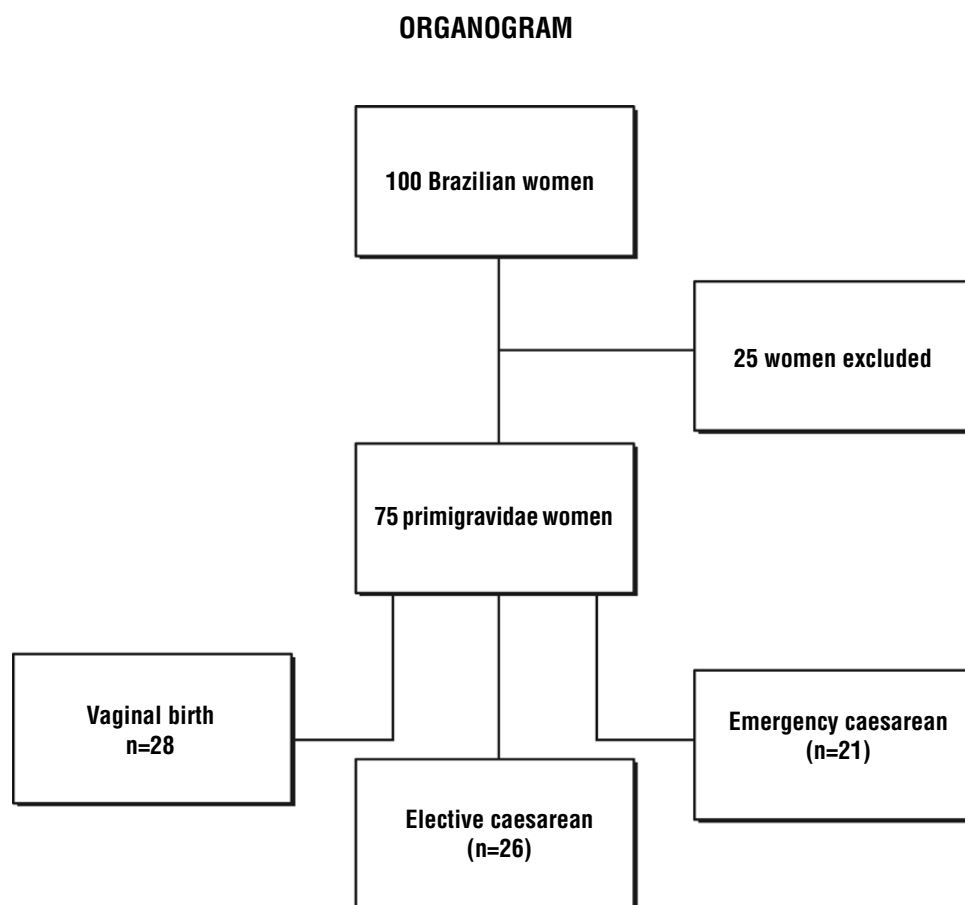 ORGANOGRAM
100 Brazilian women
25 women excluded
75 primigravidae women
Vaginal birth
n=28
Emergency caesarean
(n=21)
Elective caesarean
(n=26)